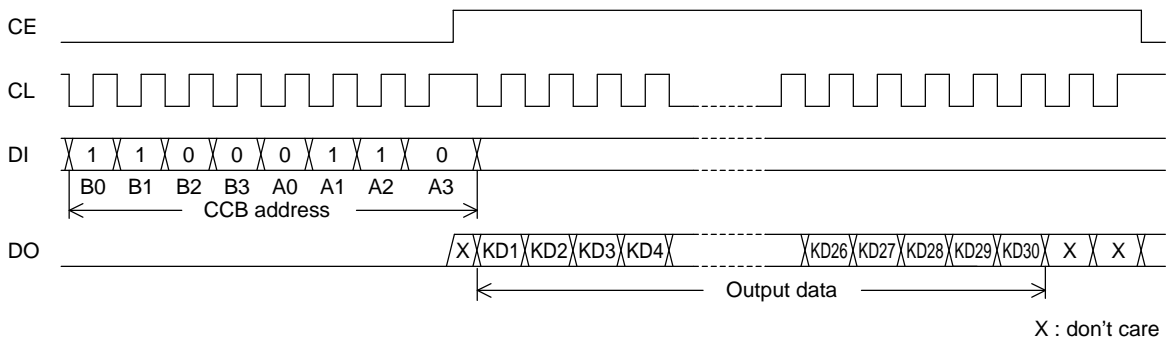 CE
CL
DI 1 1 0 0 0 1 1 0
B0 B1 B2 B3 A0 A1 A2 A3
CCB address
DO X KD1 KD2 KD3 KD4 KD26 KD27 KD28 KD29 KD30 X X
Output data
X : don't care